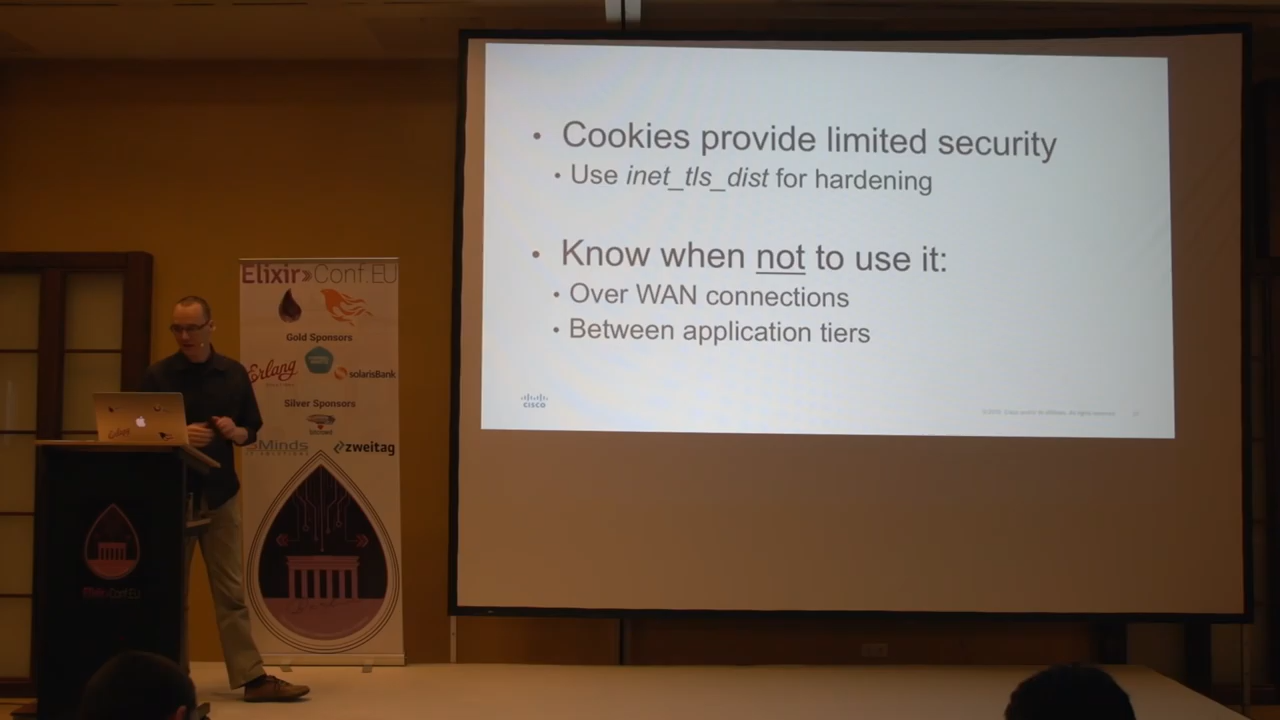 • Cookies provide limited security
• Use inet_tls_dist for hardening
• Know when not to use it:
• Over WAN connections
• Between application tiers
CISCO
Elixir»Conf.EU
Gold Sponsors
Erlang
solarisBank
Silver Sponsors
Minds
zweitag